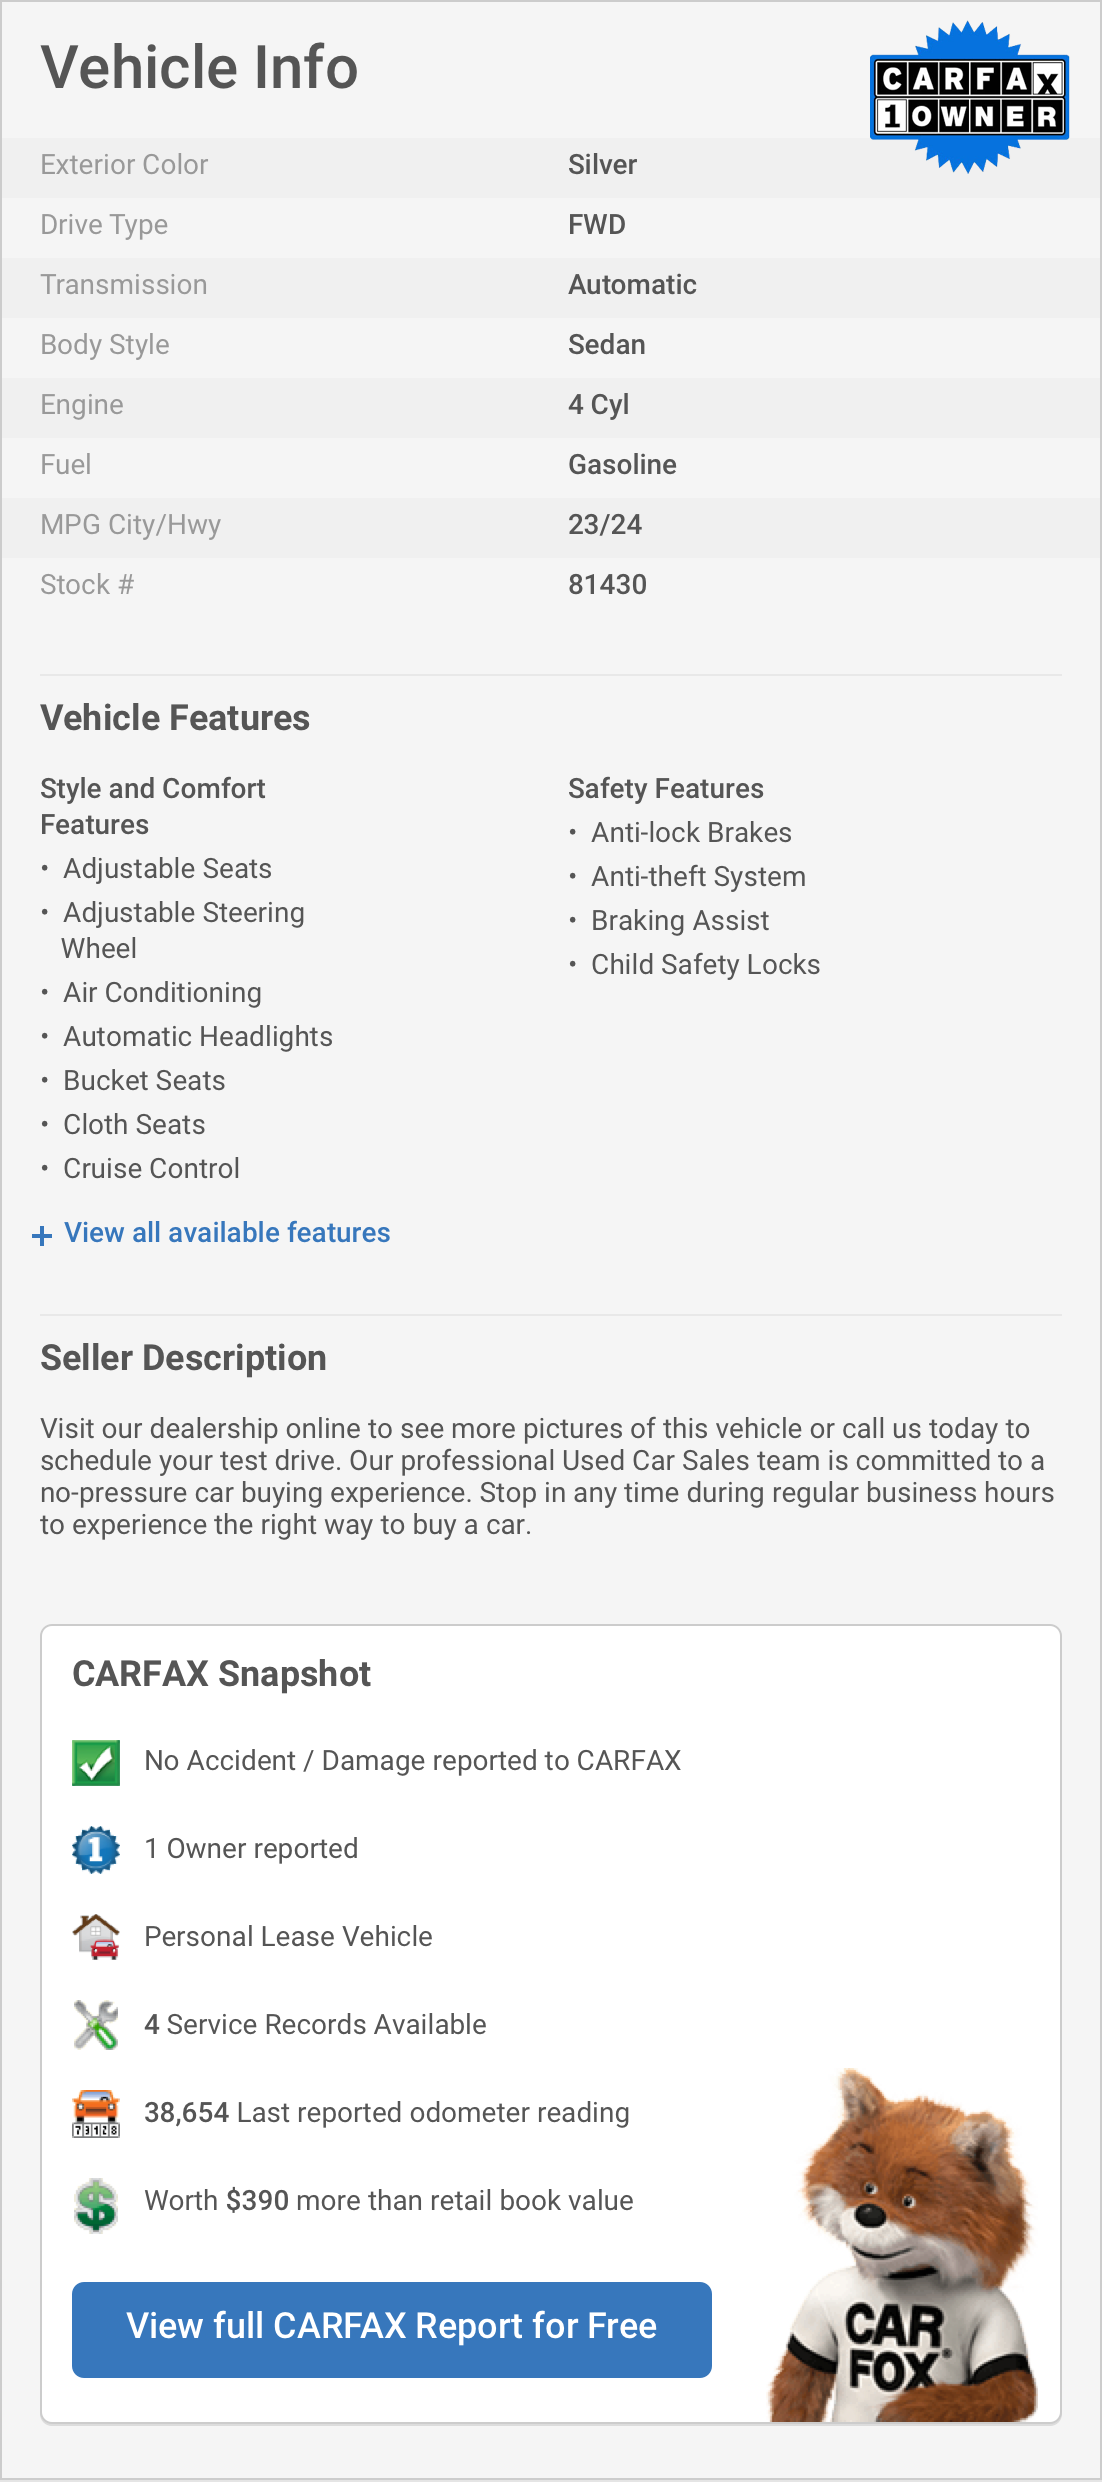 Vehicle Info
CARFAX
1OWNER
Exterior Color Silver
Drive Type FWD
Transmission Automatic
Body Style Sedan
Engine 4 Cyl
Fuel Gasoline
MPG City/Hwy 23/24
Stock # 81430
Vehicle Features
Style and Comfort
Features
• Adjustable Seats
• Adjustable Steering
Wheel
• Air Conditioning
• Automatic Headlights
• Bucket Seats
• Cloth Seats
• Cruise Control
Safety Features
• Anti-lock Brakes
• Anti-theft System
• Braking Assist
• Child Safety Locks
+ View all available features
Seller Description
Visit our dealership online to see more pictures of this vehicle or call us today to
schedule your test drive. Our professional Used Car Sales team is committed to a
no-pressure car buying experience. Stop in any time during regular business hours
to experience the right way to buy a car.
CARFAX Snapshot
No Accident / Damage reported to CARFAX
1
1 Owner reported
Personal Lease Vehicle
4 Service Records Available
73128
38,654 Last reported odometer reading
$
Worth $390 more than retail book value
View full CARFAX Report for Free
CAR
FOX®